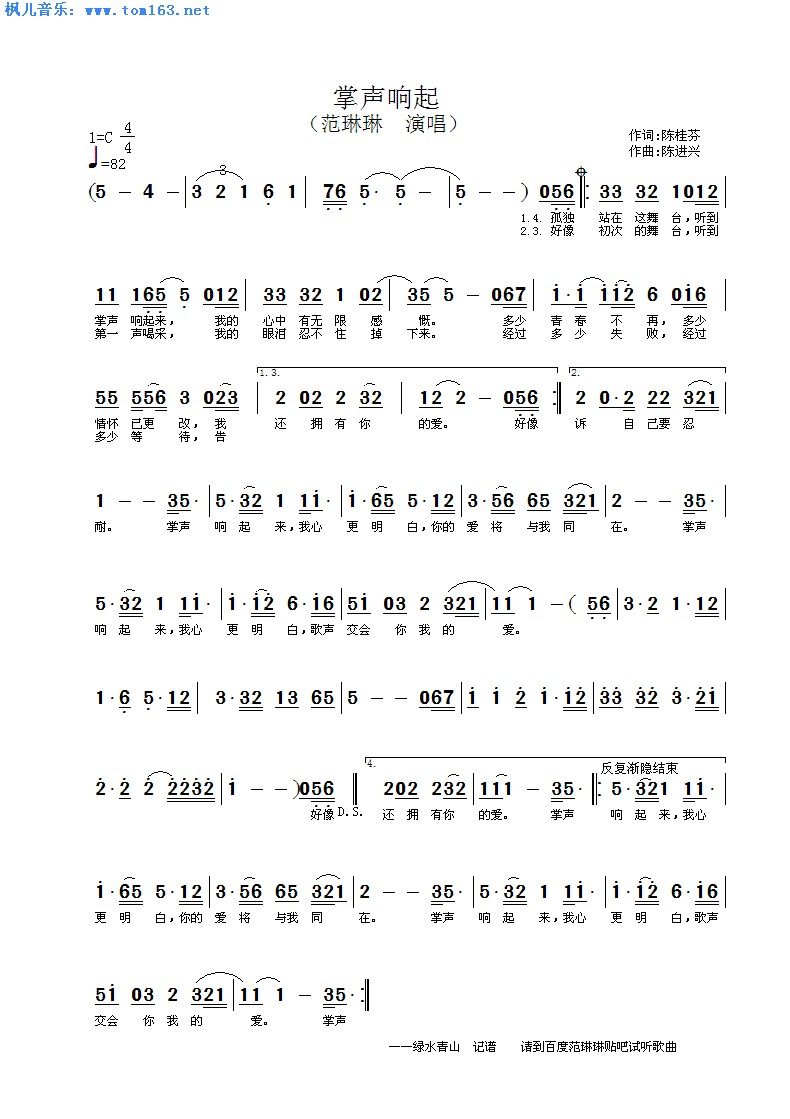 枫儿音乐: www.tom163.net
掌声响起
(范琳琳 演唱)
1=C 4/4
作词:陈桂芬
♩=82
作曲:陈进兴
3
(5 — 4 — | 3 2 1 6 1 | 76 5· 5 — | 5 — — ) 056 ‖: 33 32 1012 |
1.4. 孤独 站在 这舞 台,听到
2.3. 好像 初次 的舞 台,听到
11 165 5 012 | 33 32 1 02 | 35 5 — 067 | i·i ii2 6 0i6 |
掌声 响起来, 我的 心中 有无 限 感 慨。 多少 青春 不 再,多少
第一 声喝采, 我的 眼泪 忍不 住 掉 下来。 经过 多少 失 败,经过
1.3. 2.
55 556 3 023 | 2 02 2 32 | 12 2 — 056 :‖ 2 0·2 22 321 |
情怀 已更 改,我 还 拥有你 的爱。 好像 诉 自己要 忍
多少 等 待,告
1 — — 35· | 5·32 1 1i· | i·65 5·12 | 3·56 65 321 | 2 — — 35· |
耐。 掌声 响 起 来,我心 更 明 白,你的 爱 将 与我 同 在。 掌声
5·32 1 1i· | i·i2 6·i6 | 5i 03 2 321 | 11 1 —( 56 | 3·2 1·12 |
响 起 来,我心 更 明 白,歌声 交会 你 我 的 爱。
1·6 5·12 | 3·32 13 65 | 5 — — 067 | i i 2 i·i2 | 33 32 3·2i |
4. 反复渐隐结束
2·2 2 2232 | i — — )056 ‖ 202 232 | 111 — 35· ‖: 5·321 1i· |
好像 D.S. 还 拥有你 的爱。 掌声 响 起 来,我心
i·65 5·12 | 3·56 65 321 | 2 — — 35· | 5·32 1 1i· | i·i2 6·i6 |
更 明 白,你的 爱 将 与我 同 在。 掌声 响 起 来,我心 更 明 白,歌声
5i 03 2 321 | 11 1 — 35· :‖
交会 你 我 的 爱。 掌声
——绿水青山 记谱 请到百度范琳琳贴吧试听歌曲